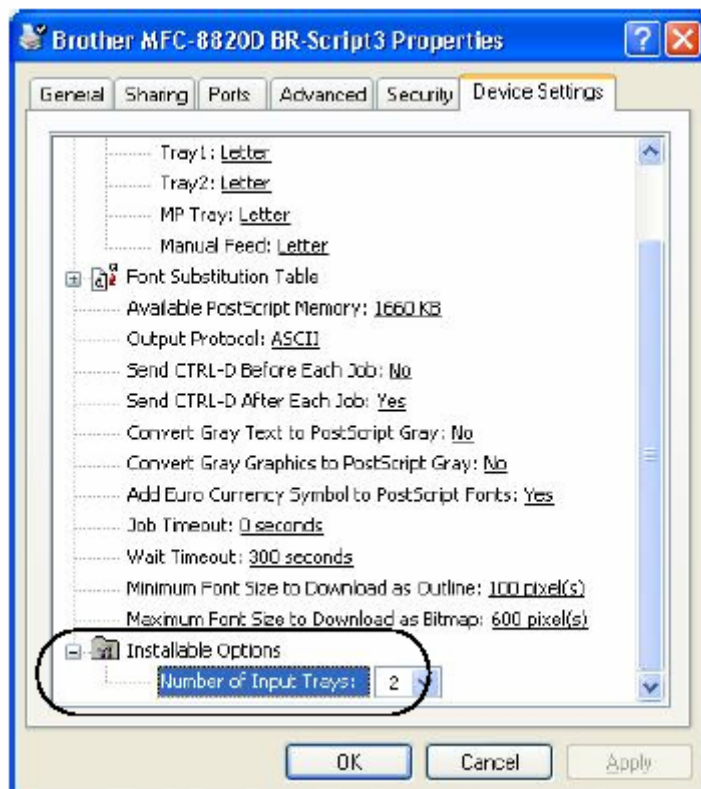 Brother MFC-8820D BR-Script3 Properties
General Sharing Ports Advanced Security Device Settings
Tray1: Letter
Tray2: Letter
MP Tray: Letter
Manual Feed: Letter
Font Substitution Table
Available PostScript Memory: 1660 KB
Output Protocol: ASCII
Send CTRL-D Before Each Job: No
Send CTRL-D After Each Job: Yes
Convert Gray Text to PostScript Gray: No
Convert Gray Graphics to PostScript Gray: No
Add Euro Currency Symbol to PostScript Fonts: Yes
Job Timeout: 0 seconds
Wait Timeout: 300 seconds
Minimum Font Size to Download as Outline: 100 pixel(s)
Maximum Font Size to Download as Bitmap: 600 pixel(s)
Installable Options
Number of Input Trays: 2
OK Cancel Apply